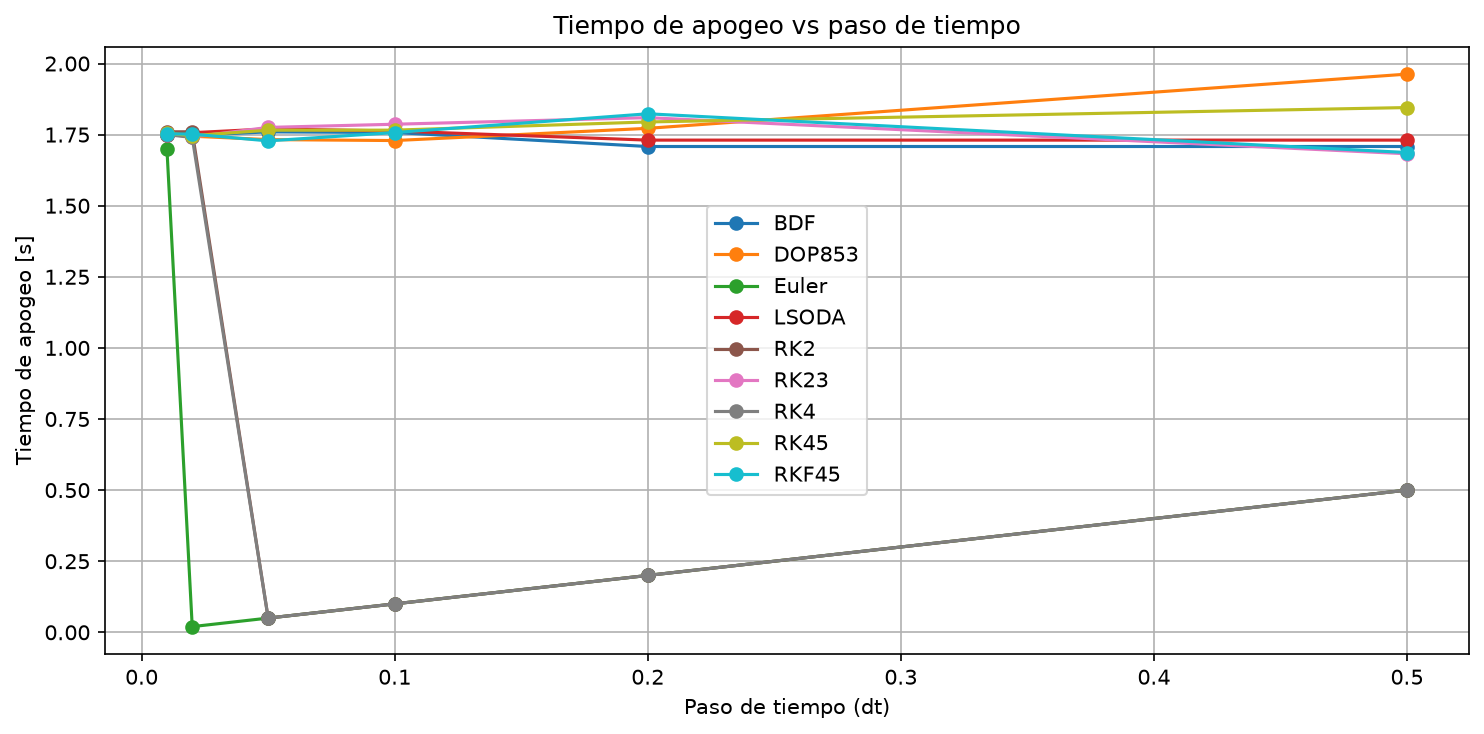 Tiempo de apogeo vs paso de tiempo
Tiempo de apogeo [s]
2.00
1.75
1.50
1.25
1.00
0.75
0.50
0.25
0.00
BDF
DOP853
Euler
LSODA
RK2
RK23
RK4
RK45
RKF45
0.0 0.1 0.2 0.3 0.4 0.5
Paso de tiempo (dt)